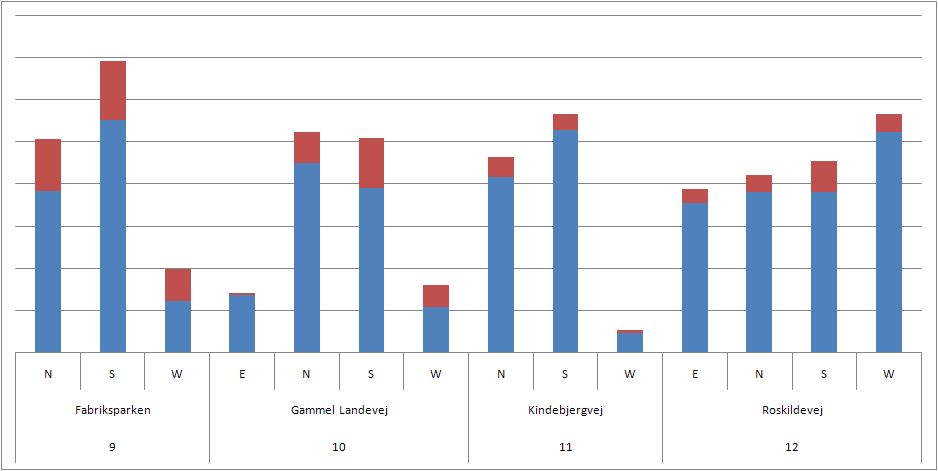 N S W E N S W N S W E N S W
Fabriksparken Gammel Landevej Kindebjergvej Roskildevej
9 10 11 12